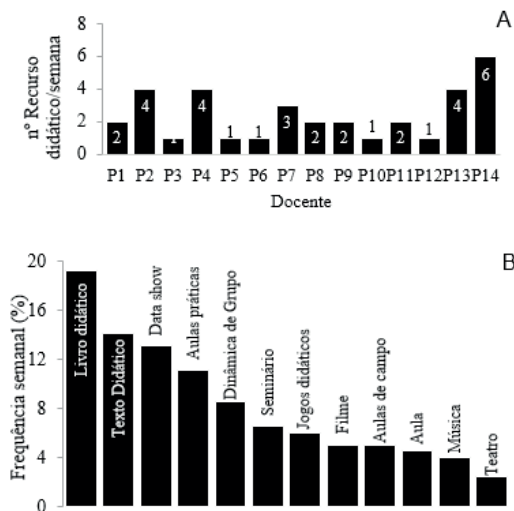 A
nº Recurso
didático/semana
8
6
4
2
0
2
4
1
4
1
1
3
2
2
1
2
1
4
6
P1 P2 P3 P4 P5 P6 P7 P8 P9 P10 P11 P12 P13 P14
Docente
B
Frequência semanal (%)
20
16
12
8
4
0
Livro didático
Texto Didático
Data show
Aulas práticas
Dinâmica de Grupo
Seminário
Jogos didáticos
Filme
Aulas de campo
Aula
Música
Teatro